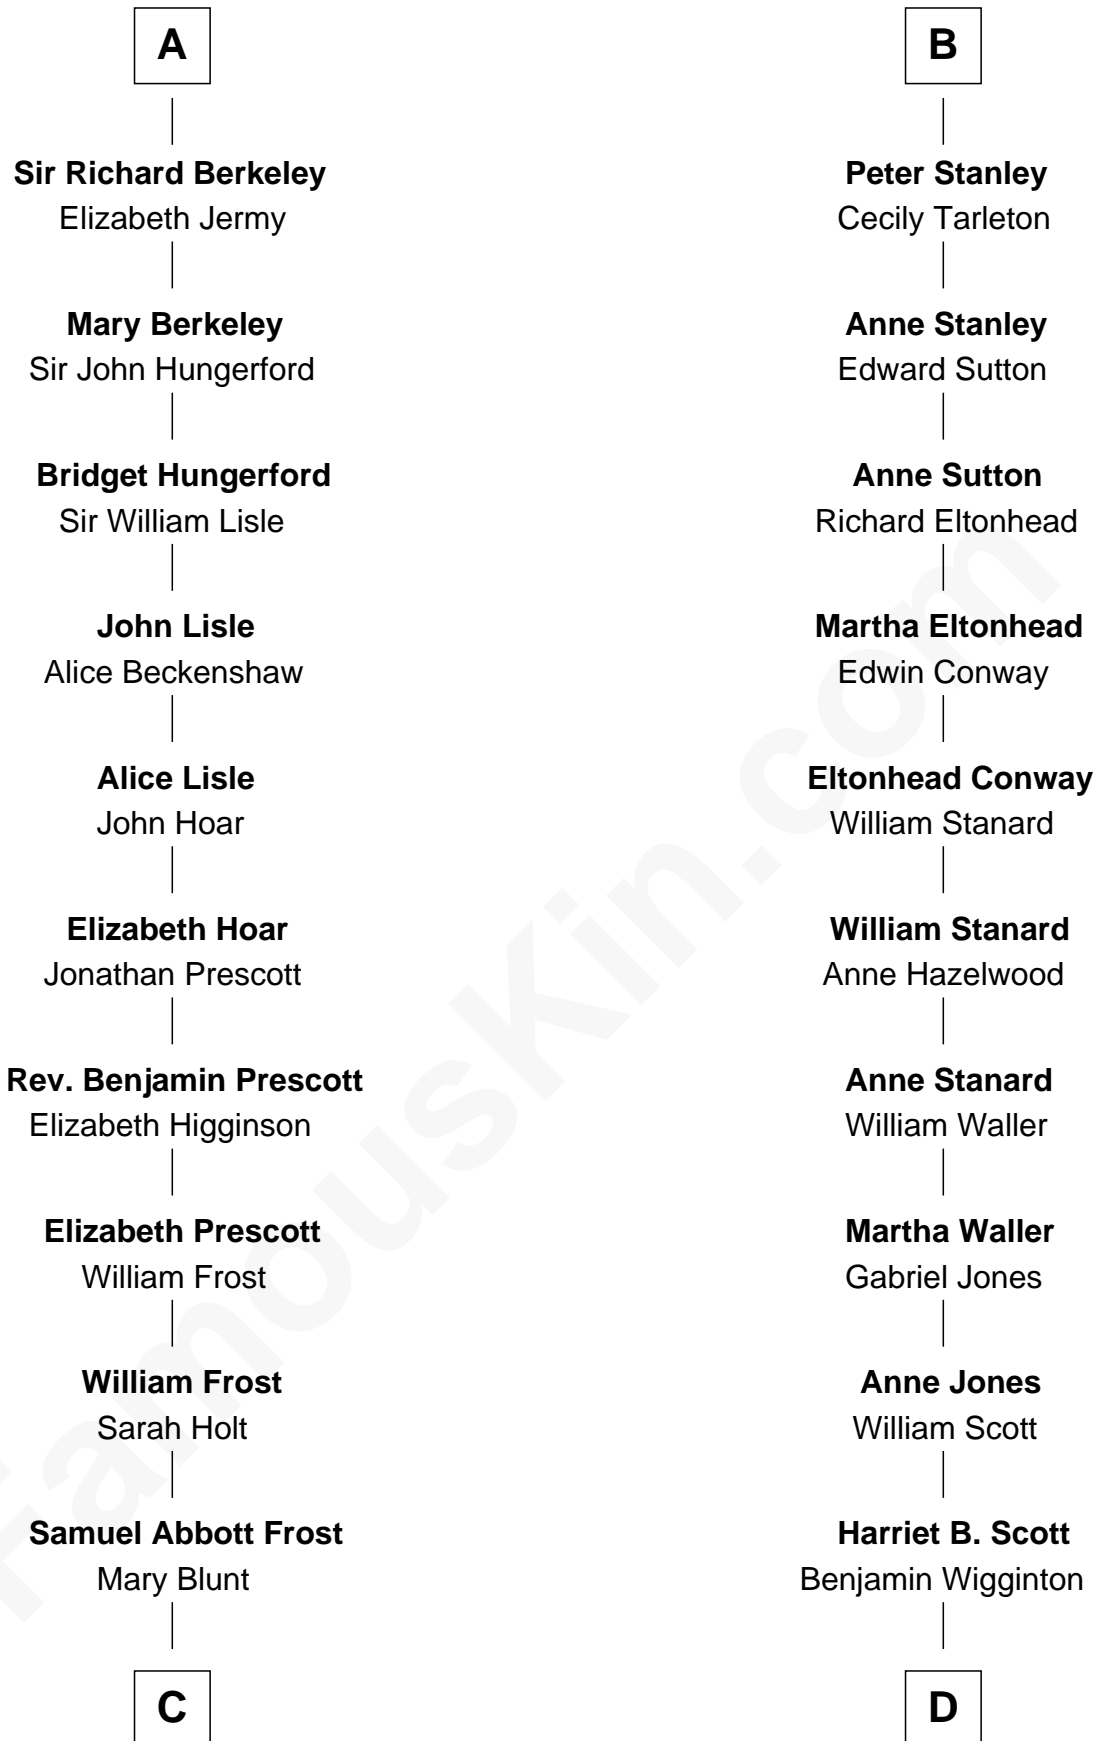 A
Sir Richard Berkeley
Elizabeth Jermy
Mary Berkeley
Sir John Hungerford
Bridget Hungerford
Sir William Lisle
John Lisle
Alice Beckenshaw
Alice Lisle
John Hoar
Elizabeth Hoar
Jonathan Prescott
Rev. Benjamin Prescott
Elizabeth Higginson
Elizabeth Prescott
William Frost
William Frost
Sarah Holt
Samuel Abbott Frost
Mary Blunt
C
B
Peter Stanley
Cecily Tarleton
Anne Stanley
Edward Sutton
Anne Sutton
Richard Eltonhead
Martha Eltonhead
Edwin Conway
Eltonhead Conway
William Stanard
William Stanard
Anne Hazelwood
Anne Stanard
William Waller
Martha Waller
Gabriel Jones
Anne Jones
William Scott
Harriet B. Scott
Benjamin Wigginton
D
FamousKin.com